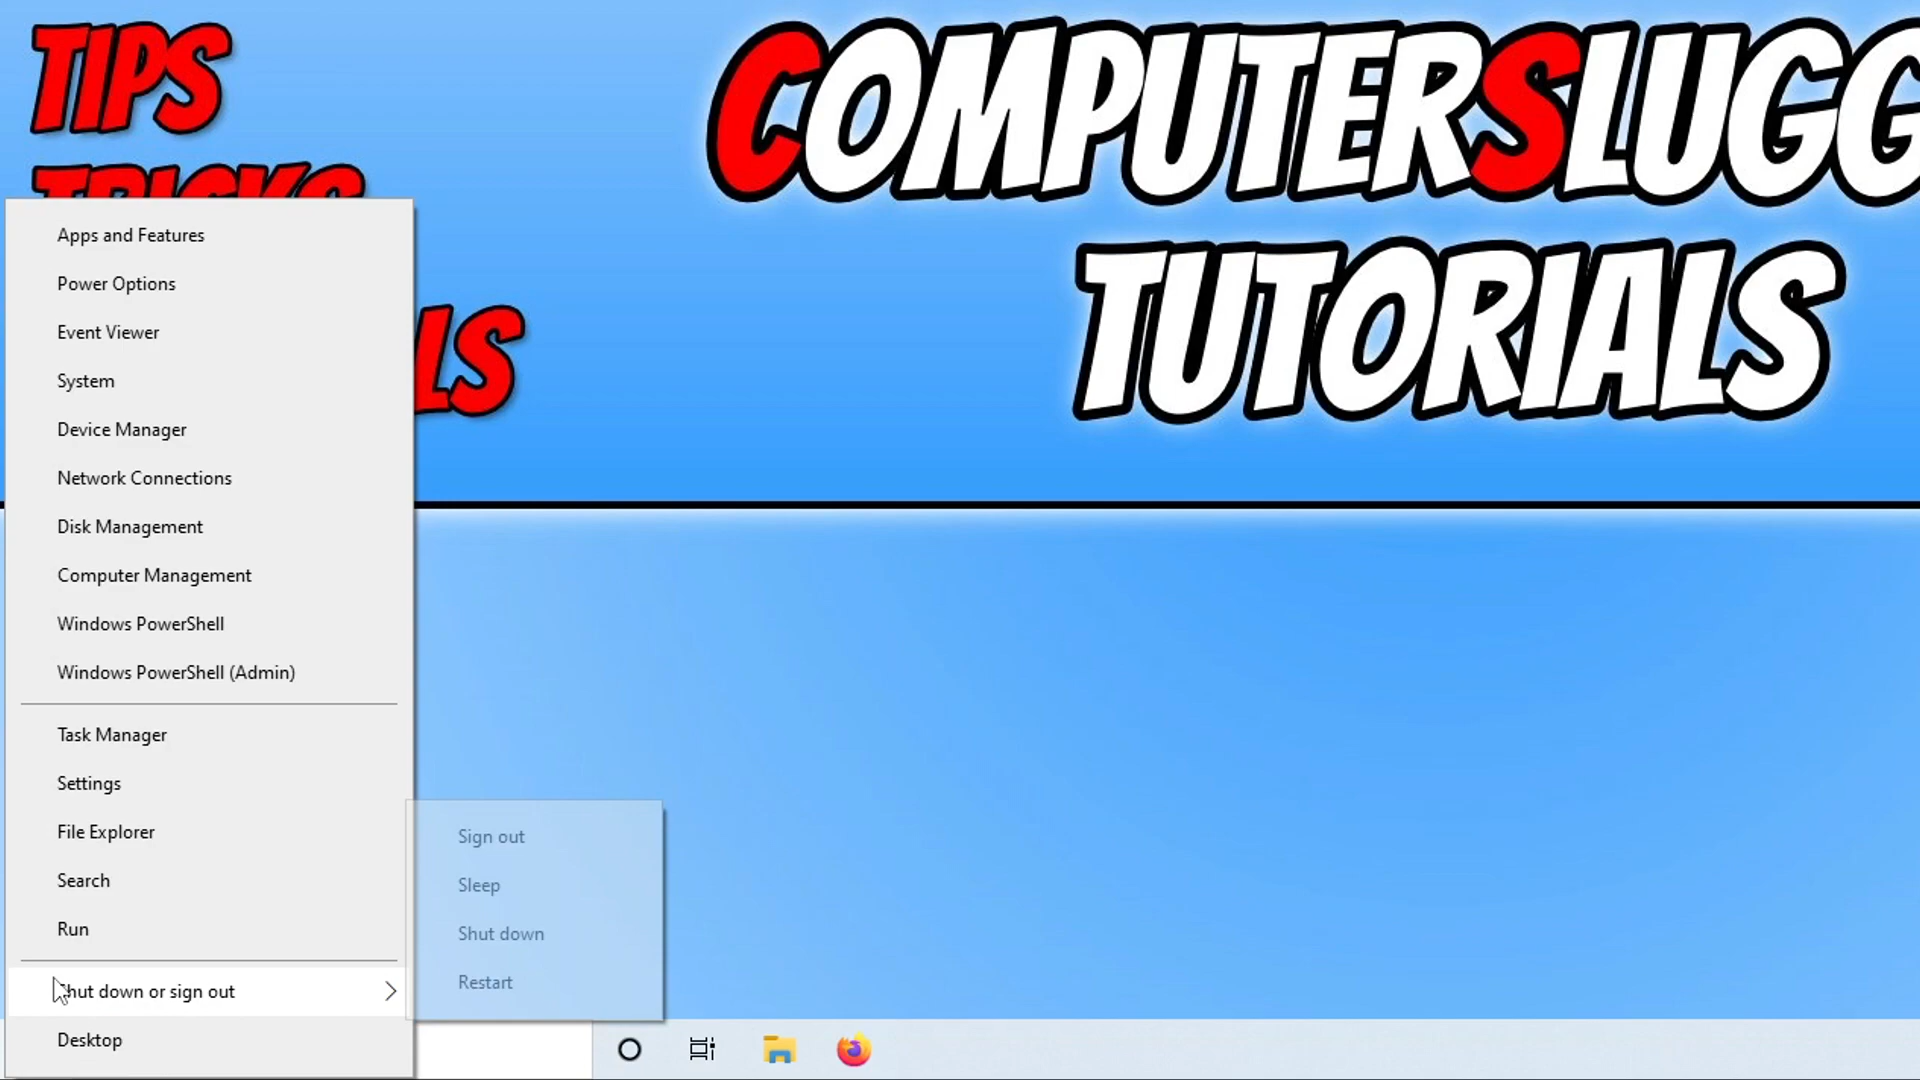 TIPS
TRICKS
LS
COMPUTERSLUGG
TUTORIALS
Apps and Features
Power Options
Event Viewer
System
Device Manager
Network Connections
Disk Management
Computer Management
Windows PowerShell
Windows PowerShell (Admin)
Task Manager
Settings
File Explorer
Search
Run
Shut down or sign out
Desktop
Sign out
Sleep
Shut down
Restart